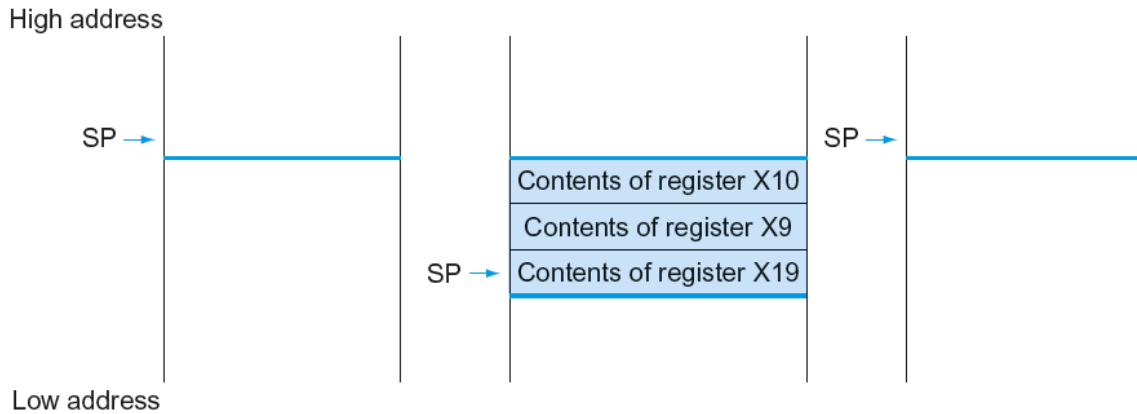 High address
SP
SP
Contents of register X10
Contents of register X9
SP
Contents of register X19
Low address